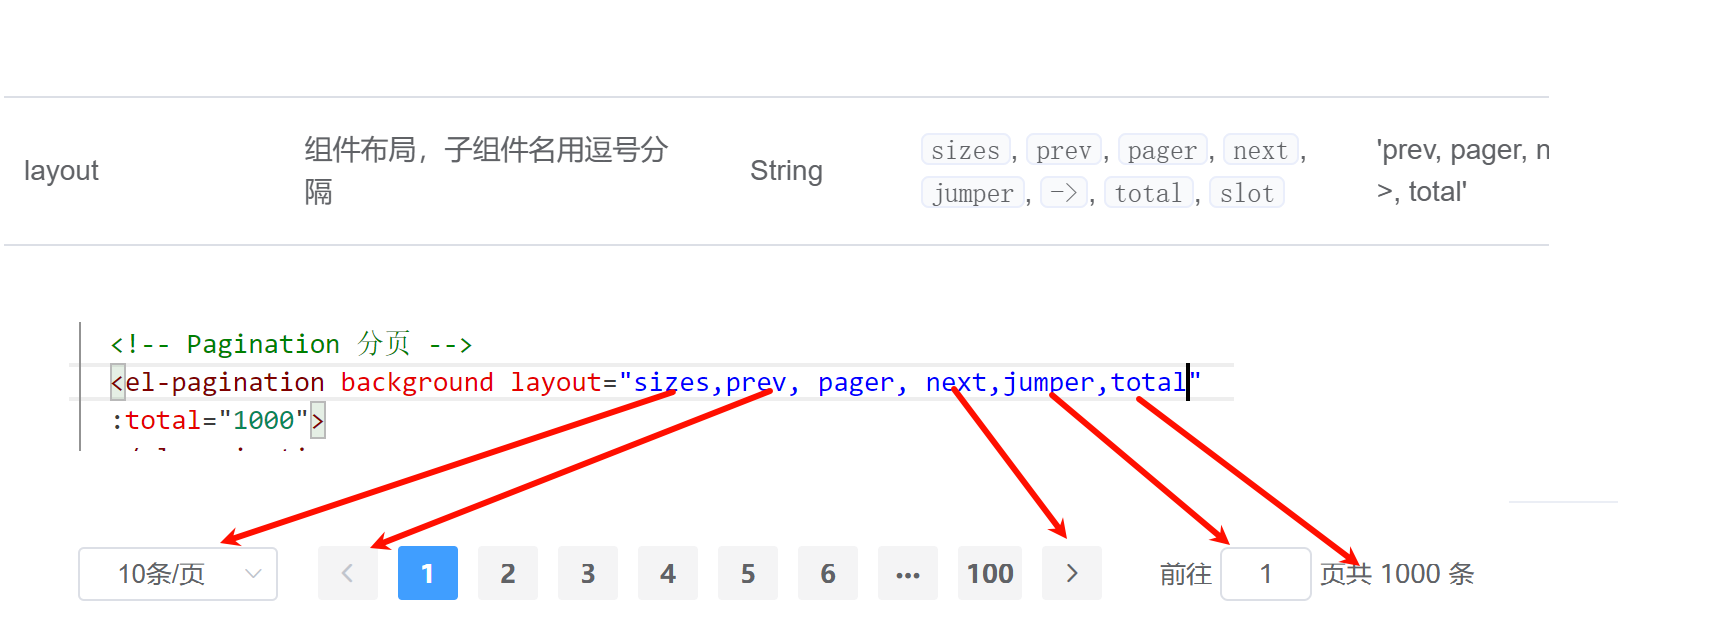 layout 组件布局，子组件名用逗号分隔 String sizes, prev, pager, next, jumper, ->, total, slot 'prev, pager, n >, total'
<!-- Pagination 分页 -->
<el-pagination background layout="sizes,prev, pager, next,jumper,total"
:total="1000">
10条/页 1 2 3 4 5 6 ... 100 前往 1 页共 1000 条